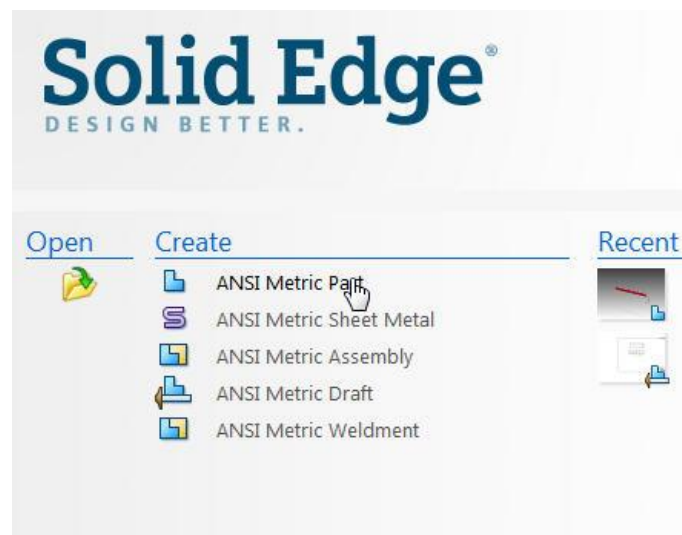 Solid Edge®
DESIGN BETTER.
Open
Create
Recent
ANSI Metric Part
ANSI Metric Sheet Metal
ANSI Metric Assembly
ANSI Metric Draft
ANSI Metric Weldment